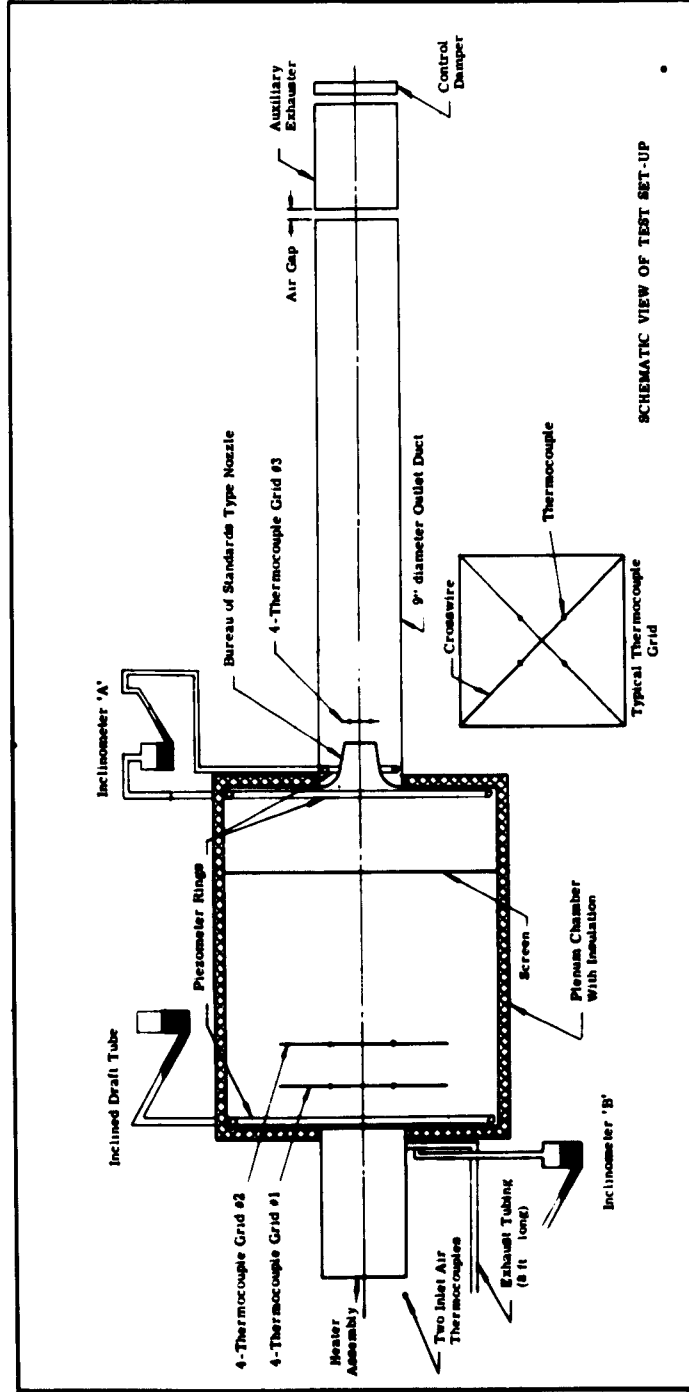 Inclined Draft Tube
Inclinometer 'A'
Piezometer Rings
Bureau of Standards Type Nozzle
4-Thermocouple Grid #3
Air Gap
Auxiliary
Exhauster
4-Thermocouple Grid #2
4-Thermocouple Grid #1
Heater
Assembly
Two Inlet Air
Thermocouples
Exhaust Tubing
(8 ft long)
Inclinometer 'B'
Plenum Chamber
With Insulation
Screen
9" diameter Outlet Duct
Control
Damper
Crosswire
Thermocouple
Typical Thermocouple
Grid
SCHEMATIC VIEW OF TEST SET-UP